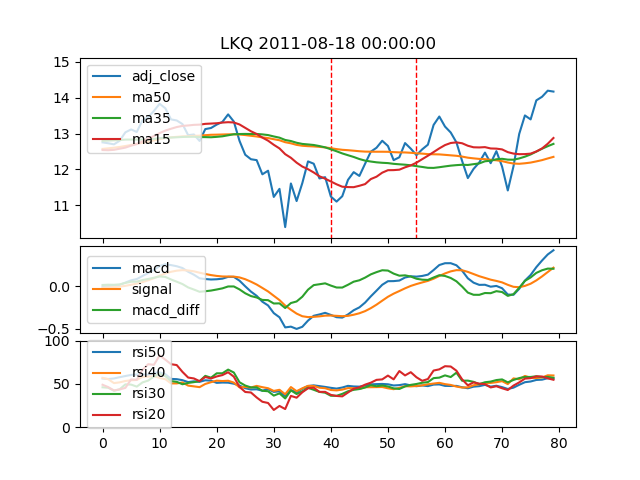 LKQ 2011-08-18 00:00:00
15
14
13
12
11
adj_close
ma50
ma35
ma15
0.0
−0.5
macd
signal
macd_diff
100
50
0
rsi50
rsi40
rsi30
rsi20
0 10 20 30 40 50 60 70 80